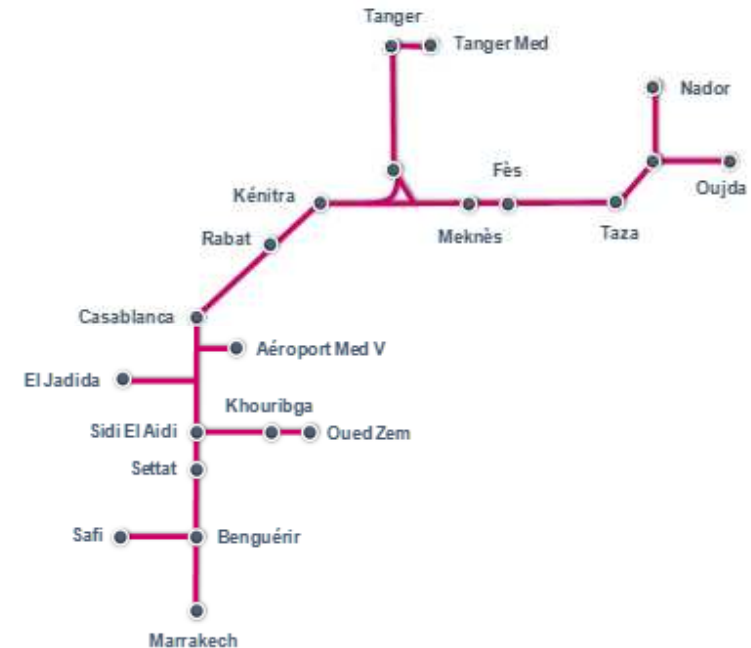 Tanger
Tanger Med
Nador
Fès
Oujda
Kénitra
Rabat
Meknès
Taza
Casablanca
Aéroport Med V
El Jadida
Khouribga
Sidi El Aidi
Oued Zem
Settat
Safi
Benguérir
Marrakech